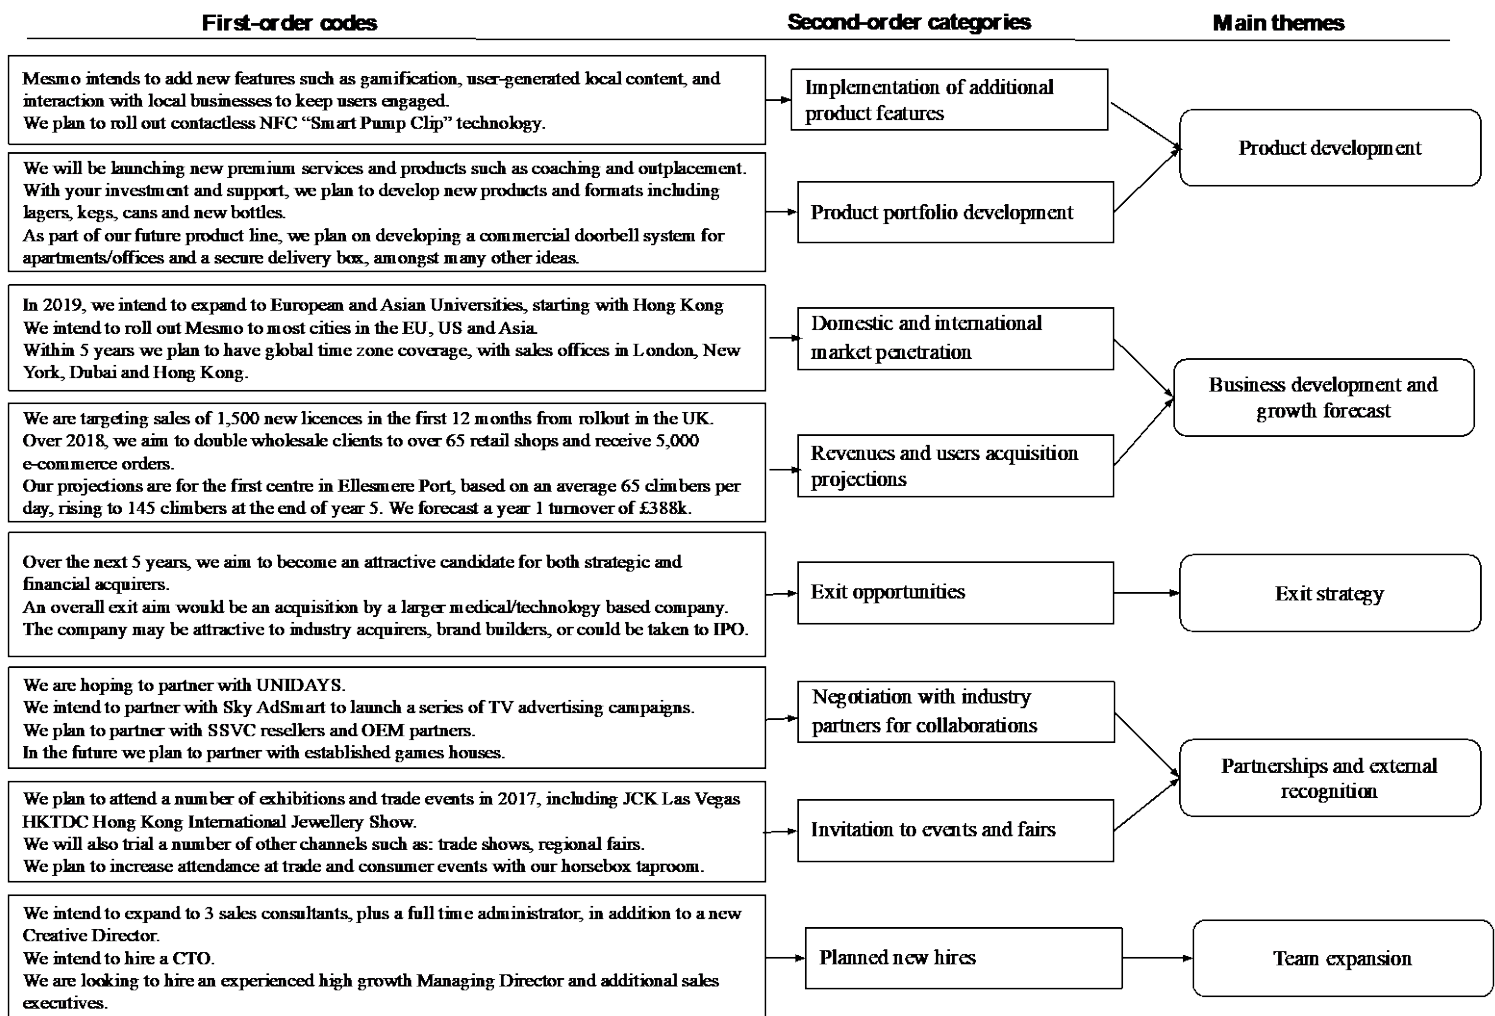 First-order codes
Second-order categories
Main themes
Mesmo intends to add new features such as gamification, user-generated local content, and
interaction with local businesses to keep users engaged.
We plan to roll out contactless NFC “Smart Pump Clip” technology.
Implementation of additional
product features
Product development
We will be launching new premium services and products such as coaching and outplacement.
With your investment and support, we plan to develop new products and formats including
lagers, kegs, cans and new bottles.
As part of our future product line, we plan on developing a commercial doorbell system for
apartments/offices and a secure delivery box, amongst many other ideas.
Product portfolio development
In 2019, we intend to expand to European and Asian Universities, starting with Hong Kong
We intend to roll out Mesmo to most cities in the EU, US and Asia.
Within 5 years we plan to have global time zone coverage, with sales offices in London, New
York, Dubai and Hong Kong.
Domestic and international
market penetration
Business development and
growth forecast
We are targeting sales of 1,500 new licences in the first 12 months from rollout in the UK.
Over 2018, we aim to double wholesale clients to over 65 retail shops and receive 5,000
e-commerce orders.
Our projections are for the first centre in Ellesmere Port, based on an average 65 climbers per
day, rising to 145 climbers at the end of year 5. We forecast a year 1 turnover of £388k.
Revenues and users acquisition
projections
Over the next 5 years, we aim to become an attractive candidate for both strategic and
financial acquirers.
An overall exit aim would be an acquisition by a larger medical/technology based company.
The company may be attractive to industry acquirers, brand builders, or could be taken to IPO.
Exit opportunities
Exit strategy
We are hoping to partner with UNIDAYS.
We intend to partner with Sky AdSmart to launch a series of TV advertising campaigns.
We plan to partner with SSVC resellers and OEM partners.
In the future we plan to partner with established games houses.
Negotiation with industry
partners for collaborations
Partnerships and external
recognition
We plan to attend a number of exhibitions and trade events in 2017, including JCK Las Vegas
HKTDC Hong Kong International Jewellery Show.
We will also trial a number of other channels such as: trade shows, regional fairs.
We plan to increase attendance at trade and consumer events with our horsebox taproom.
Invitation to events and fairs
We intend to expand to 3 sales consultants, plus a full time administrator, in addition to a new
Creative Director.
We intend to hire a CTO.
We are looking to hire an experienced high growth Managing Director and additional sales
executives.
Planned new hires
Team expansion